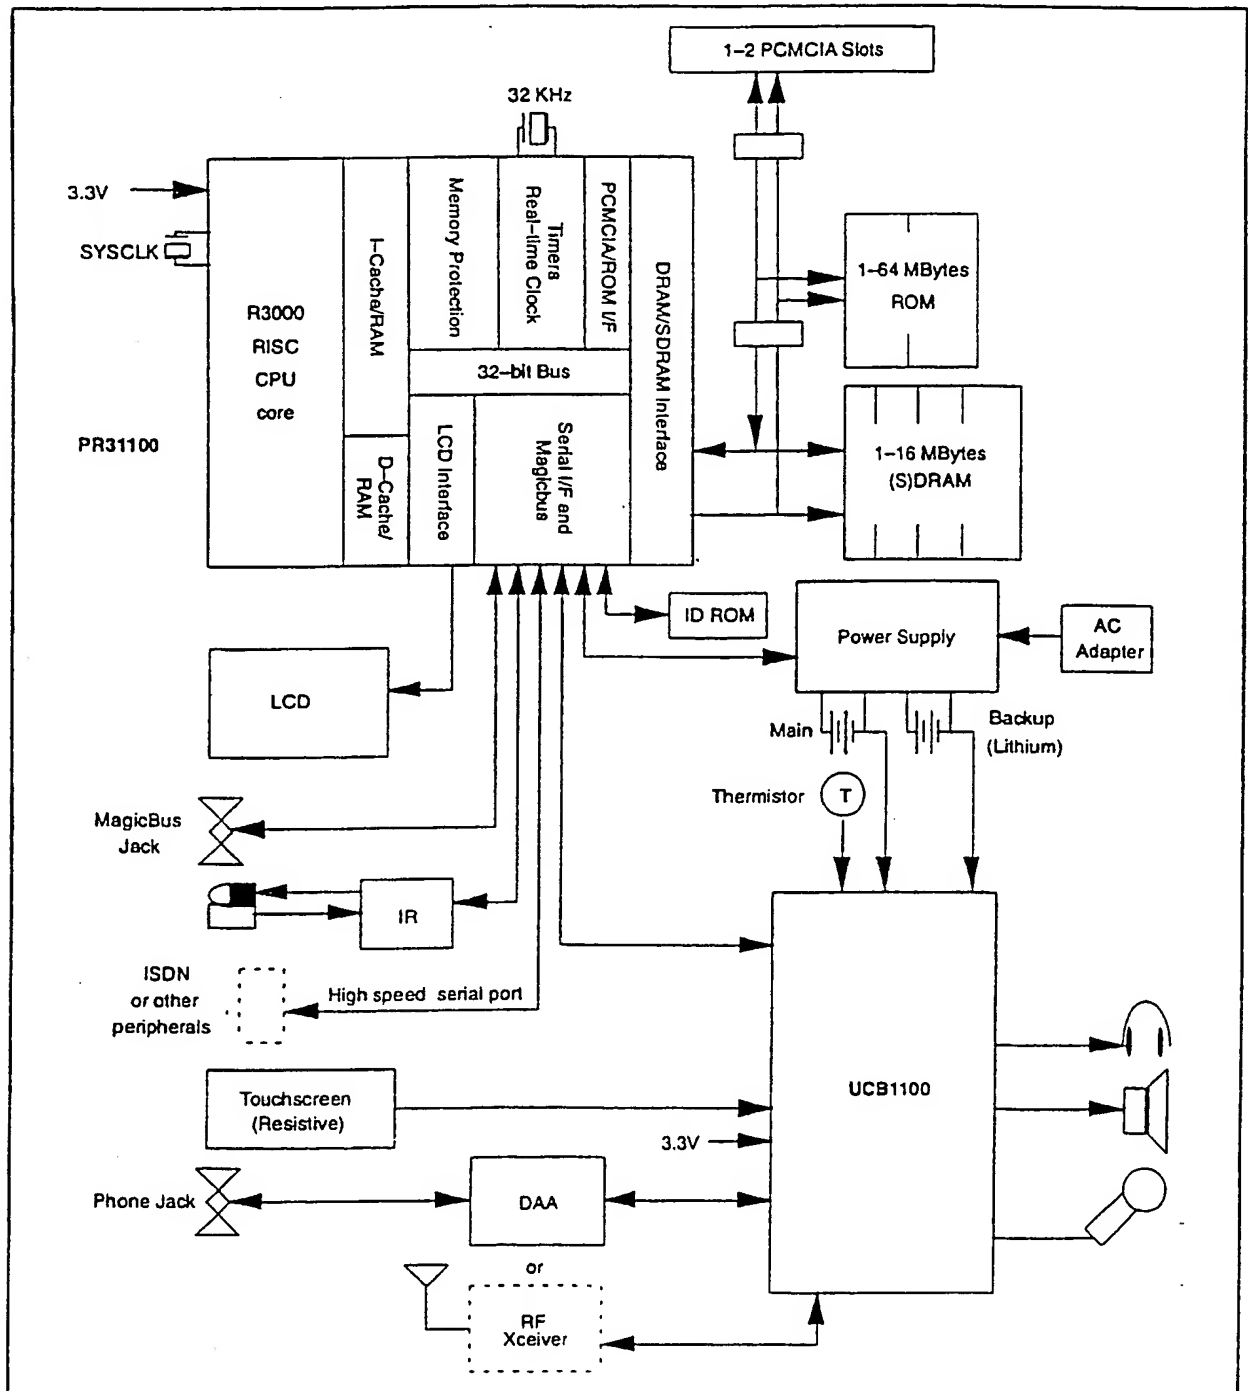 1–2 PCMCIA Slots
32 KHz
3.3V
SYSCLK
R3000
RISC
CPU
core
PR31100
I–Cache/RAM
D–Cache/
RAM
Memory Protection
Timers
Real–time Clock
PCMCIA/ROM I/F
32–bit Bus
LCD Interface
Serial I/F and
Magicbus
DRAM/SDRAM Interface
1–64 MBytes
ROM
1–16 MBytes
(S)DRAM
ID ROM
Power Supply
AC
Adapter
LCD
Main
Backup
(Lithium)
Thermistor
T
MagicBus
Jack
IR
ISDN
or other
peripherals
High speed serial port
Touchscreen
(Resistive)
UCB1100
3.3V
Phone Jack
DAA
or
RF
Xceiver